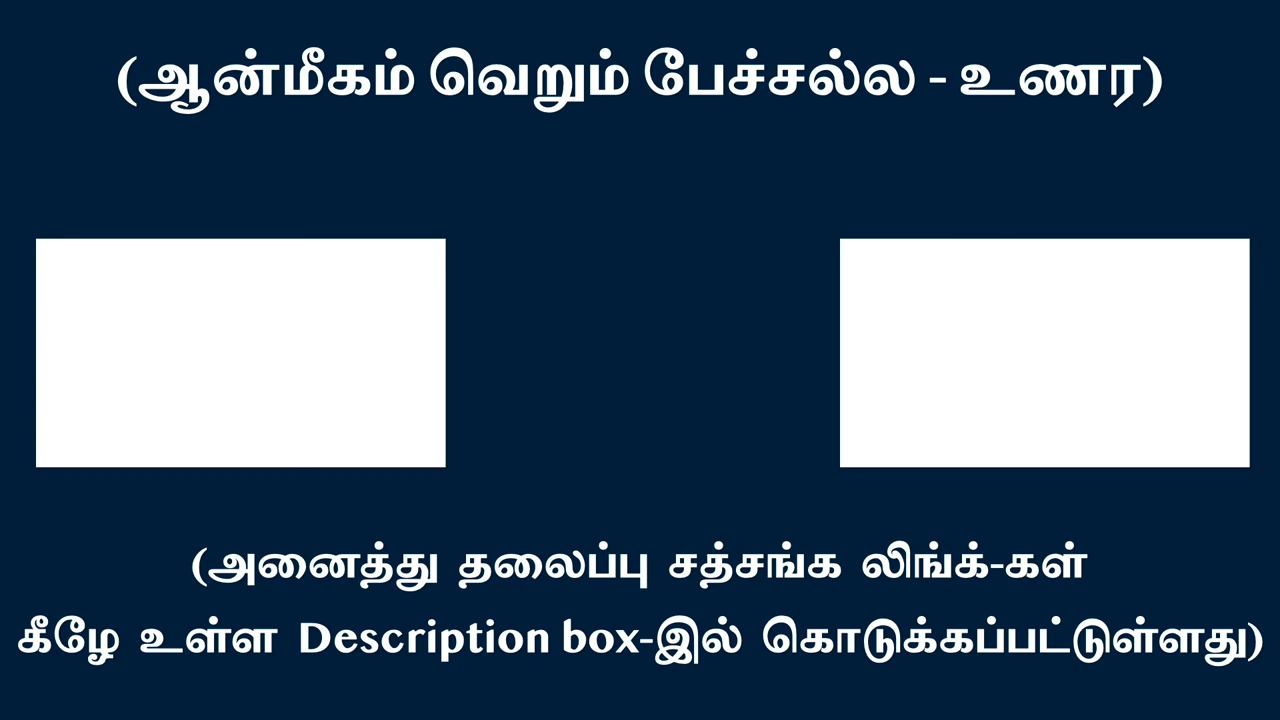 (ஆன்மீகம் வெறும் பேச்சல்ல - உணர)
(அனைத்து தலைப்பு சத்சங்க லிங்க்-கள்
கீழே உள்ள Description box-இல் கொடுக்கப்பட்டுள்ளது)